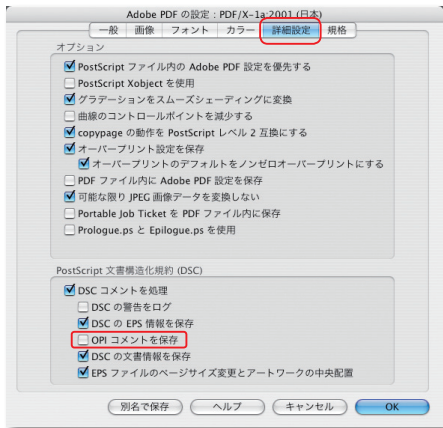 Adobe PDF の設定 : PDF/X-1a:2001 (日本)
一般 画像 フォント カラー 詳細設定 規格
オプション
PostScript ファイル内の Adobe PDF 設定を優先する
PostScript Xobject を使用
グラデーションをスムーズシェーディングに変換
曲線のコントロールポイントを減少する
copypage の動作を PostScript レベル 2 互換にする
オーバープリント設定を保存
オーバープリントのデフォルトをノンゼロオーバープリントにする
PDF ファイル内に Adobe PDF 設定を保存
可能な限り JPEG 画像データを変換しない
Portable Job Ticket を PDF ファイル内に保存
Prologue.ps と Epilogue.ps を使用
PostScript 文書構造化規約 (DSC)
DSC コメントを処理
DSC の警告をログ
DSC の EPS 情報を保存
OPI コメントを保存
DSC の文書情報を保存
EPS ファイルのページサイズ変更とアートワークの中央配置
別名で保存 ヘルプ キャンセル OK